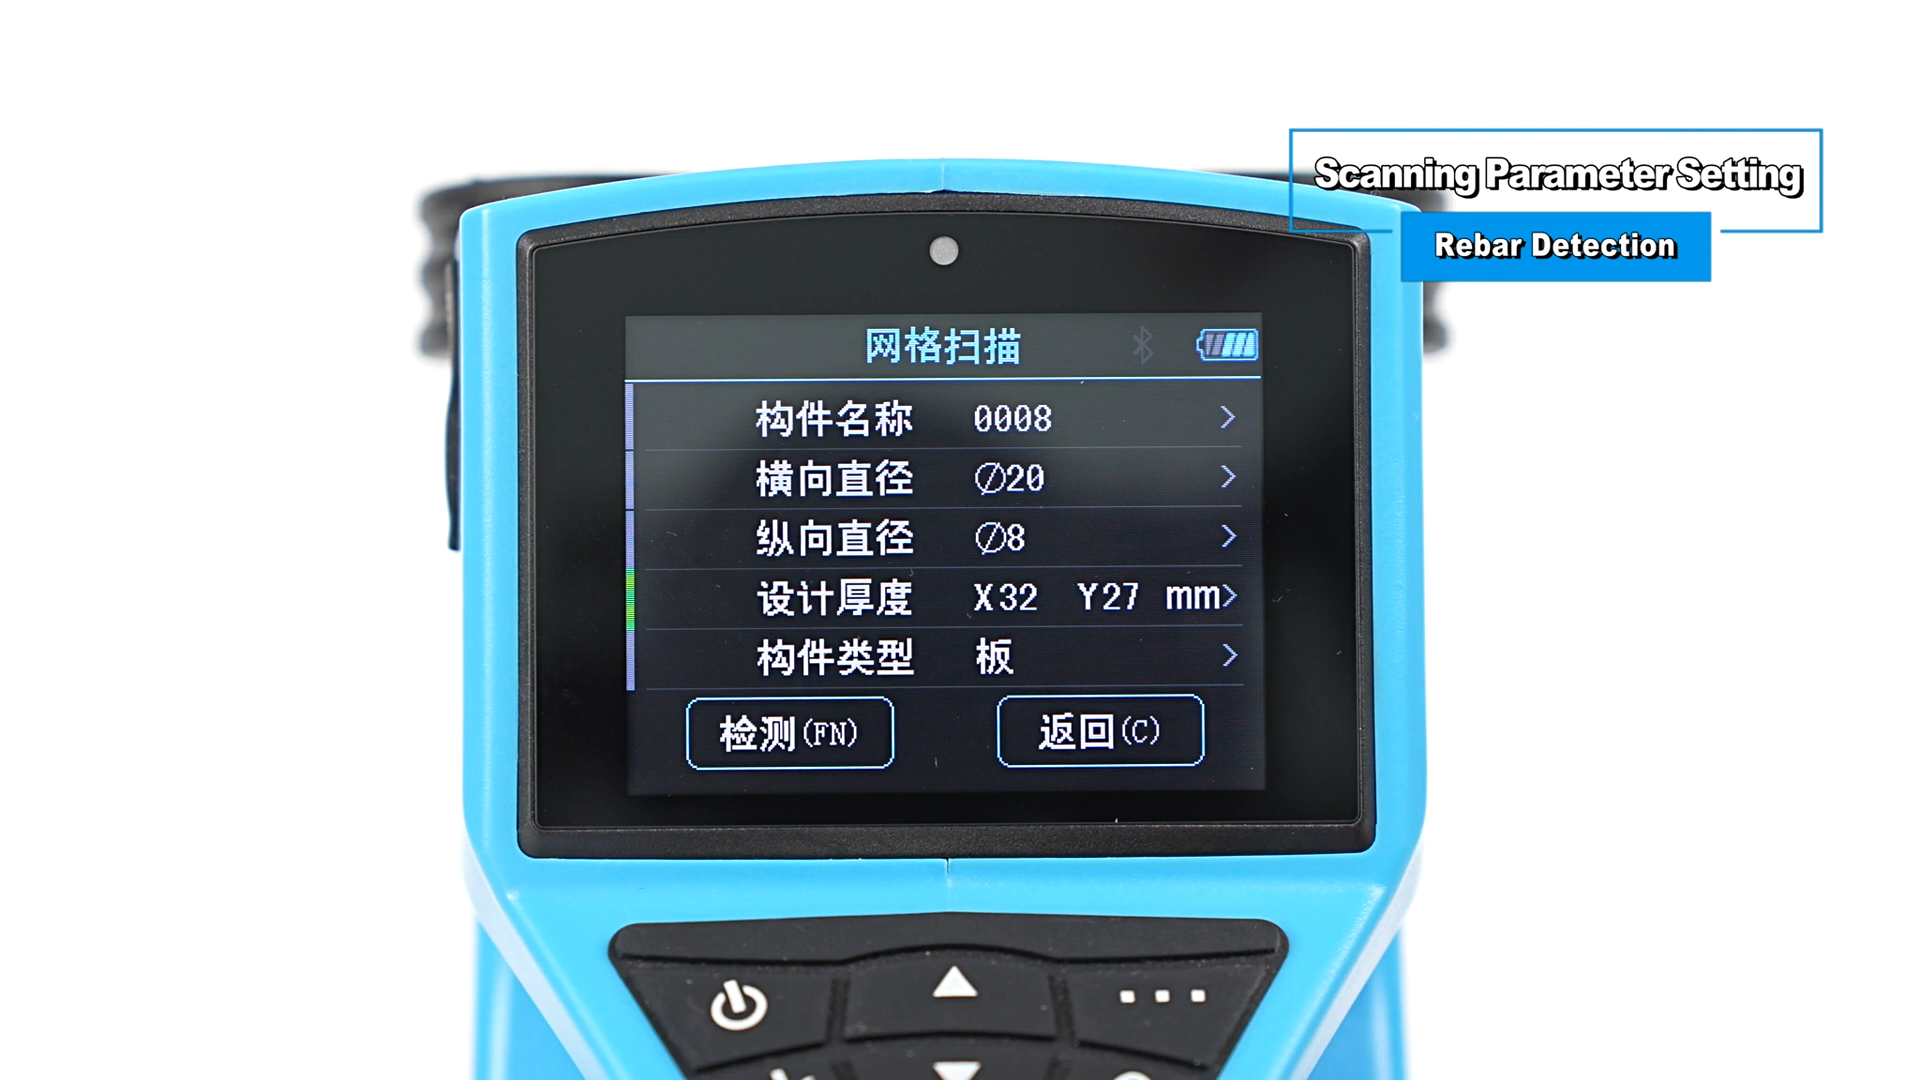 Scanning Parameter Setting
Rebar Detection
网格扫描
构件名称 0008
横向直径 ∅20
纵向直径 ∅8
设计厚度 X32 Y27 mm>
构件类型 板
检测(FN) 返回(C)